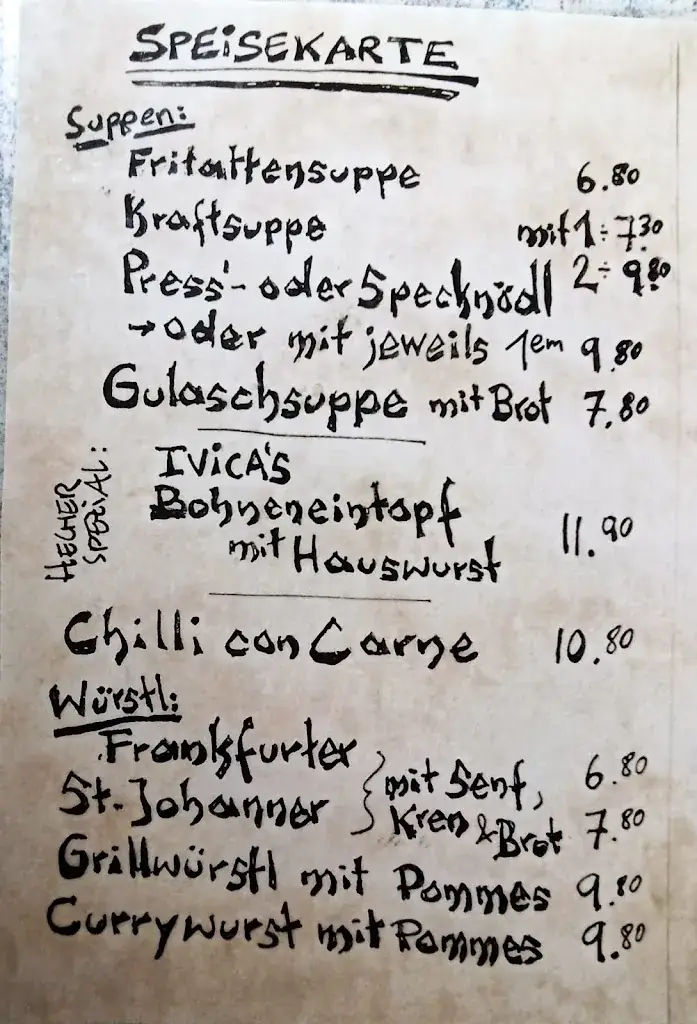 SPEiSEKARTE
Suppen:
Fritattensuppe 6.80
Kraftsuppe mit 1÷ 7.30
Press'- oder Specknödl 2÷ 9.80
→oder mit jeweils 1em 9.80
Gulaschsuppe mit Brot 7.80
HECHER
SPEZIAL:
IViCA's
Bohneneintopf
mit Hauswurst 11.90
Chilli con Carne 10.80
Würstl:
Frankfurter mit Senf, 6.80
St. Johanner Kren & Brot 7.80
Grillwürstl mit Pommes 9.80
Currywurst mit Pommes 9.80